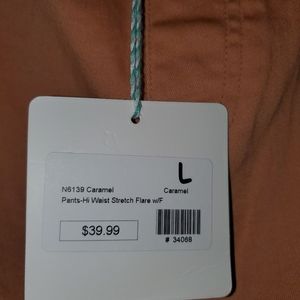 L
N6139 Caramel
Caramel
Pants-Hi Waist Stretch Flare w/F
$39.99
# 34068